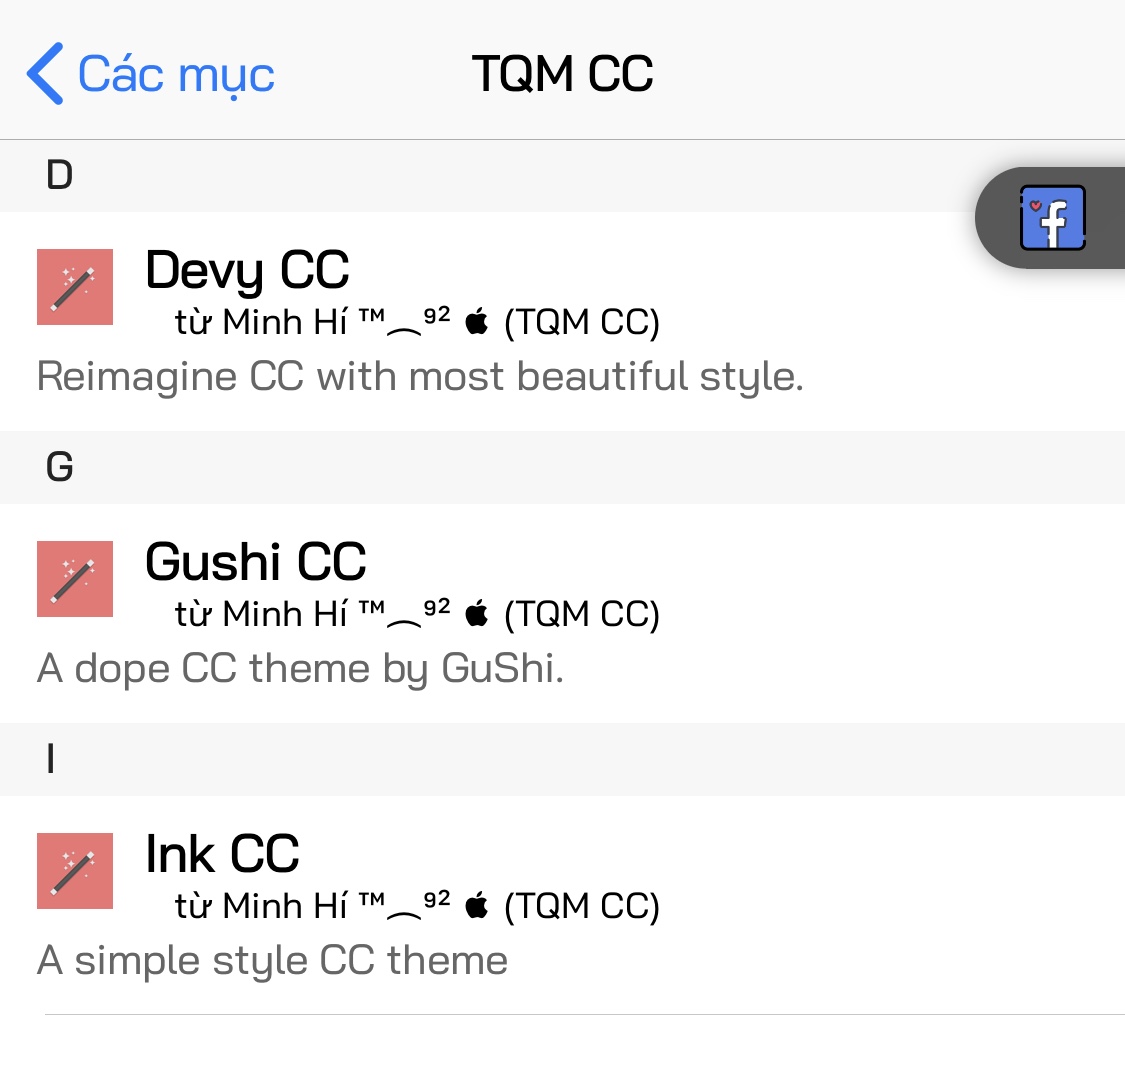 Các mục
TQM CC
D
Devy CC
từ Minh Hí ™︵⁹²  (TQM CC)
Reimagine CC with most beautiful style.
G
Gushi CC
từ Minh Hí ™︵⁹²  (TQM CC)
A dope CC theme by GuShi.
I
Ink CC
từ Minh Hí ™︵⁹²  (TQM CC)
A simple style CC theme